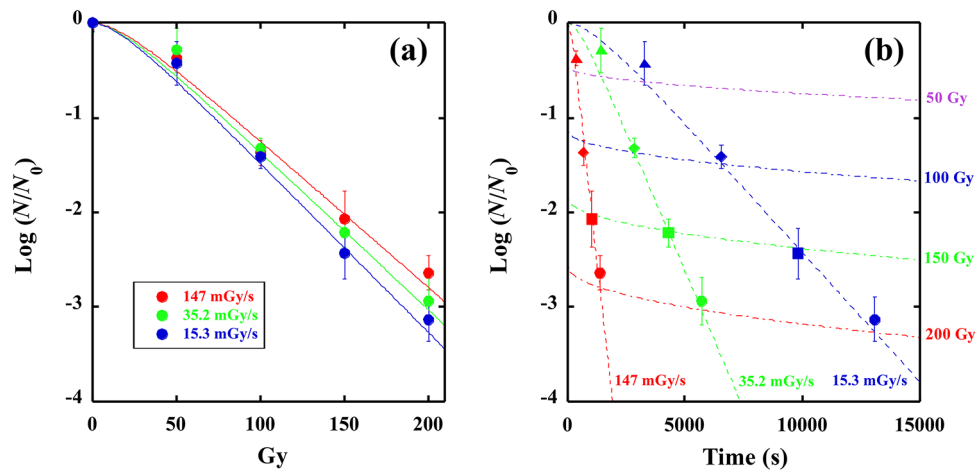 (a)
0
-1
-2
-3
-4
Log (N/N0)
147 mGy/s
35.2 mGy/s
15.3 mGy/s
0
50
100
150
200
Gy
(b)
0
-1
-2
-3
-4
Log (N/N0)
50 Gy
100 Gy
150 Gy
200 Gy
147 mGy/s
35.2 mGy/s
15.3 mGy/s
0
5000
10000
15000
Time (s)